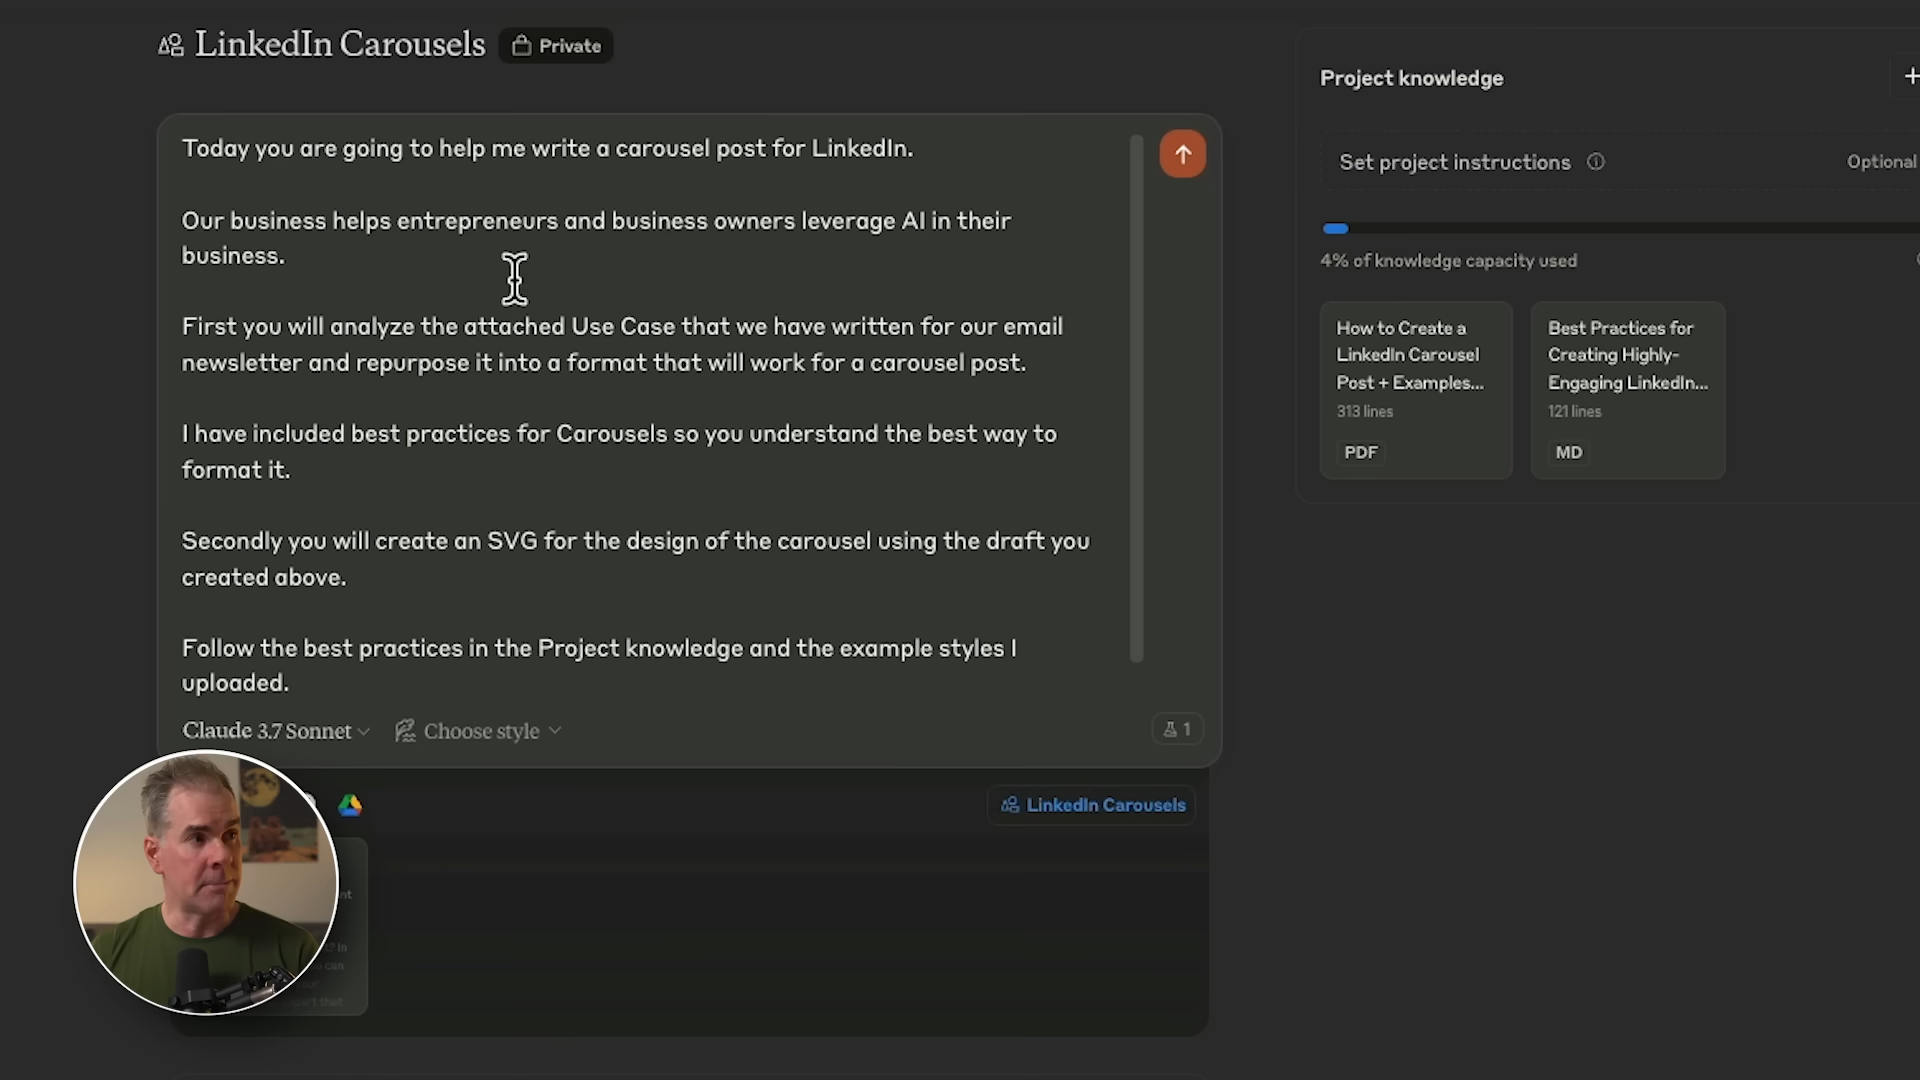 LinkedIn Carousels
Private
Today you are going to help me write a carousel post for LinkedIn.
Our business helps entrepreneurs and business owners leverage AI in their
business.
First you will analyze the attached Use Case that we have written for our email
newsletter and repurpose it into a format that will work for a carousel post.
I have included best practices for Carousels so you understand the best way to
format it.
Secondly you will create an SVG for the design of the carousel using the draft you
created above.
Follow the best practices in the Project knowledge and the example styles I
uploaded.
Claude 3.7 Sonnet
Choose style
1
LinkedIn Carousels
Project knowledge
Set project instructions
Optional
4% of knowledge capacity used
How to Create a
LinkedIn Carousel
Post + Examples...
313 lines
PDF
Best Practices for
Creating Highly-
Engaging LinkedIn...
121 lines
MD